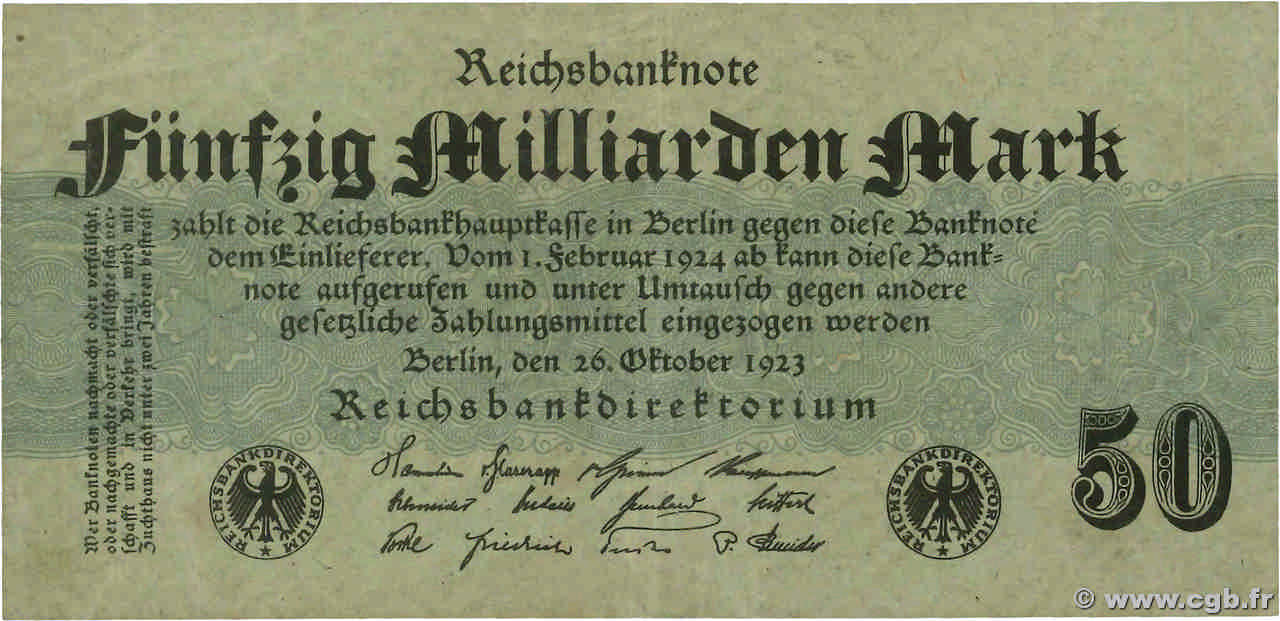 Reichsbanknote
Fünfzig Milliarden Mark
zahlt die Reichsbankhauptkasse in Berlin gegen diese Banknote
dem Einlieferer. Vom 1. Februar 1924 ab kann diese Bank=
note aufgerufen und unter Umtausch gegen andere
gesetzliche Zahlungsmittel eingezogen werden
Berlin, den 26. Oktober 1923
Reichsbankdirektorium
Wer Banknoten nachmacht oder verfälscht,
oder nachgemachte oder verfälschte sich ver-
schafft und in Verkehr bringt, wird mit
Zuchthaus nicht unter zwei Jahren bestraft
REICHSBANKDIREKTORIUM
REICHSBANKDIREKTORIUM
50
Schneider
Friedrich
P. Schneider
© www.cgb.fr